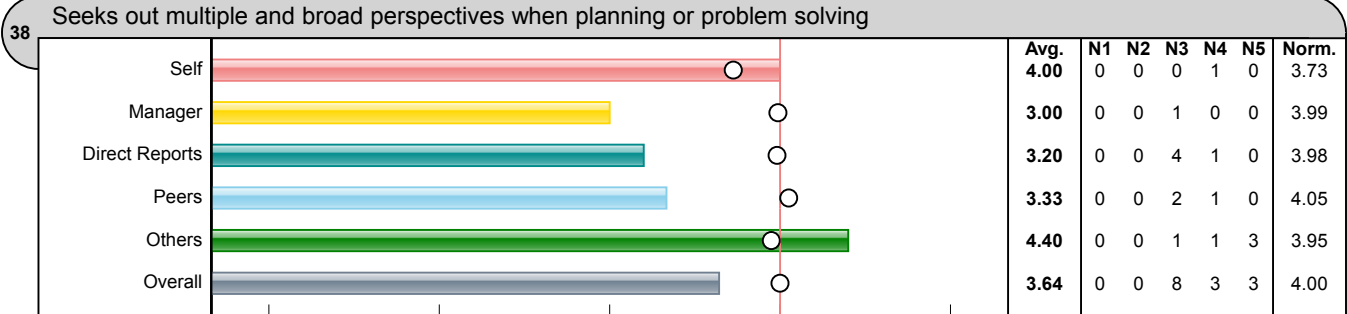 38 Seeks out multiple and broad perspectives when planning or problem solving
Avg. N1 N2 N3 N4 N5 Norm.
Self 4.00 0 0 0 1 0 3.73
Manager 3.00 0 0 1 0 0 3.99
Direct Reports 3.20 0 0 4 1 0 3.98
Peers 3.33 0 0 2 1 0 4.05
Others 4.40 0 0 1 1 3 3.95
Overall 3.64 0 0 8 3 3 4.00